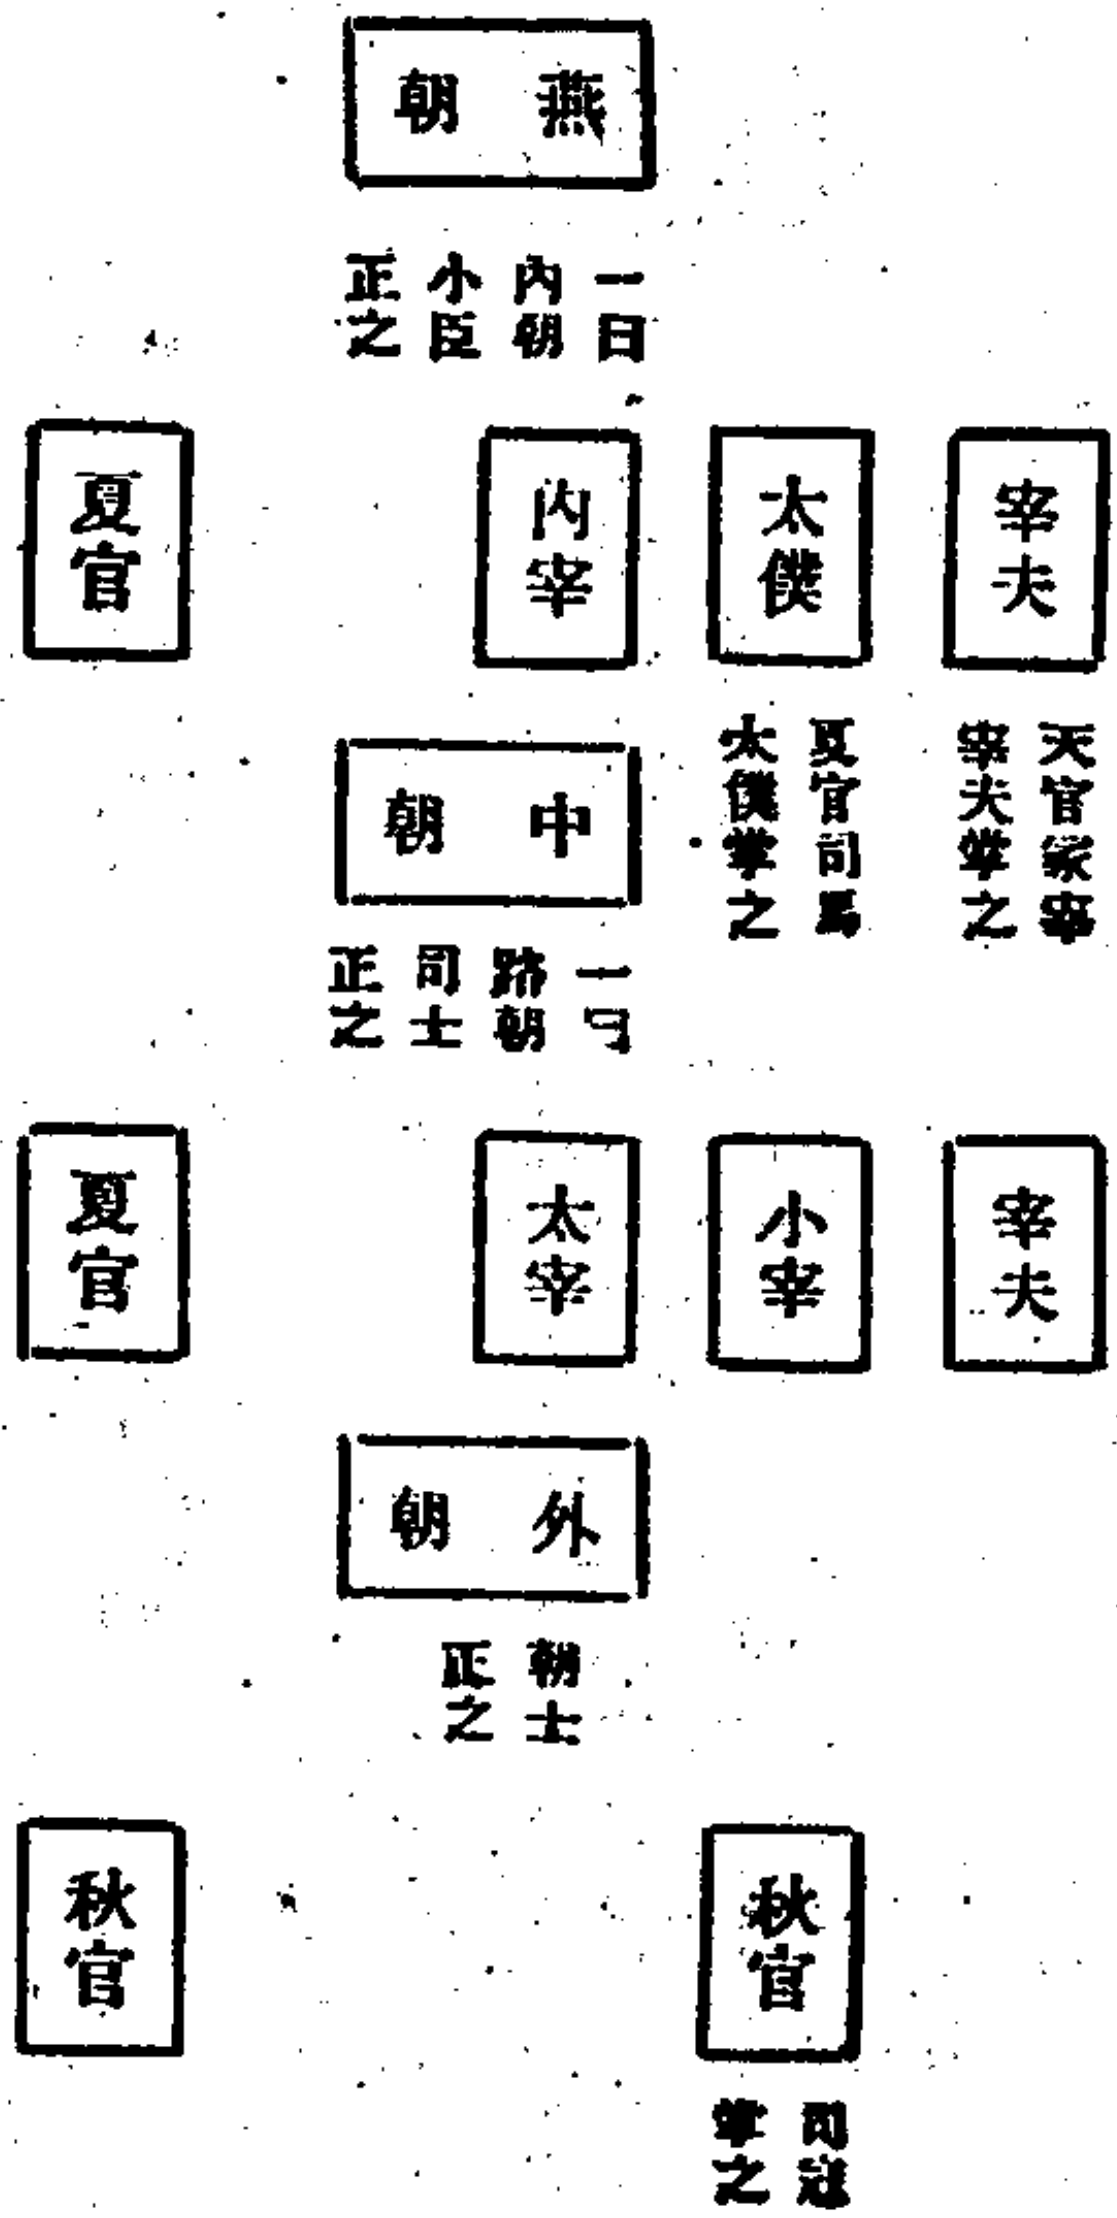 燕朝
一曰
內朝
小臣
正之
宰夫
太僕
內宰
夏官
天官冢宰
宰夫掌之
夏官司馬
太僕掌之
中朝
一曰
路朝
司士
正之
宰夫
小宰
太宰
夏官
外朝
朝士
正之
秋官
秋官
司寇
掌之